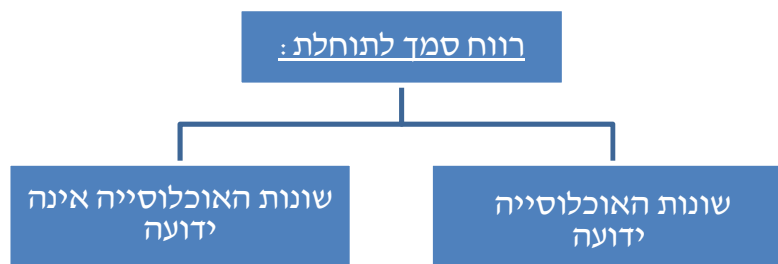 רווח סמך לתוחלת:
שונות האוכלוסייה
ידועה
שונות האוכלוסייה אינה
ידועה